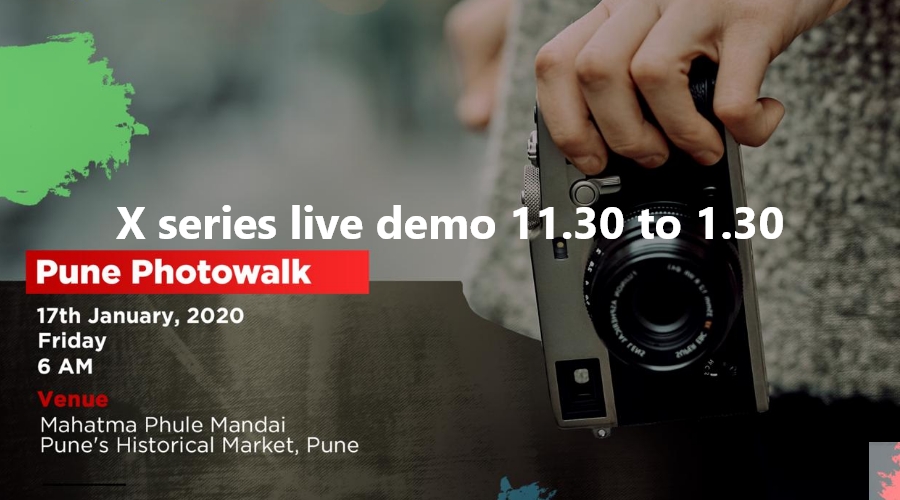 X series live demo 11.30 to 1.30
Pune Photowalk
17th January, 2020
Friday
6 AM
Venue
Mahatma Phule Mandai
Pune's Historical Market, Pune